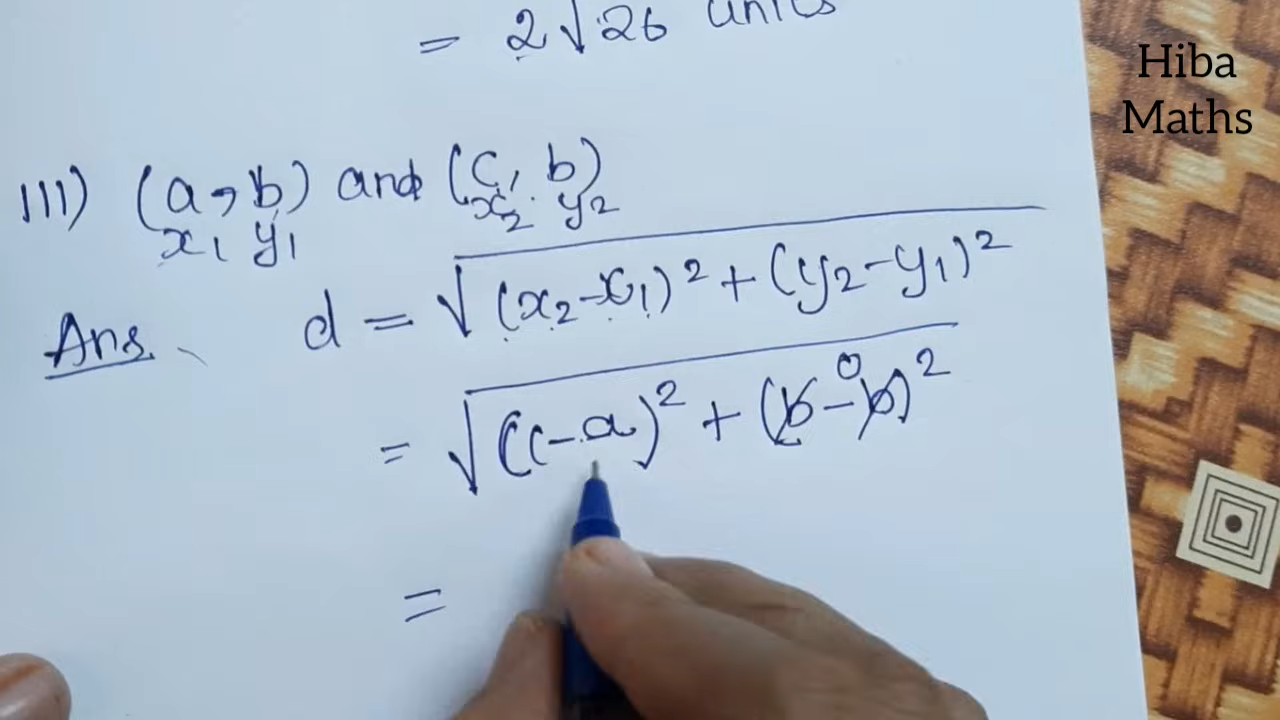 = 2√26 units
Hiba
Maths
III) (a, b) and (c, b)
x₁ y₁ x₂ y₂
Ans. d = √(x₂-x₁)² + (y₂-y₁)²
= √(c-a)² + (b-b)²
0
=